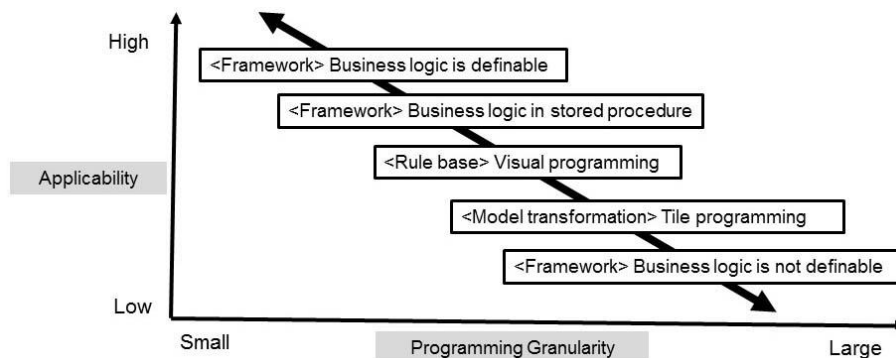 High
<Framework> Business logic is definable
<Framework> Business logic in stored procedure
<Rule base> Visual programming
Applicability
<Model transformation> Tile programming
<Framework> Business logic is not definable
Low
Small
Programming Granularity
Large